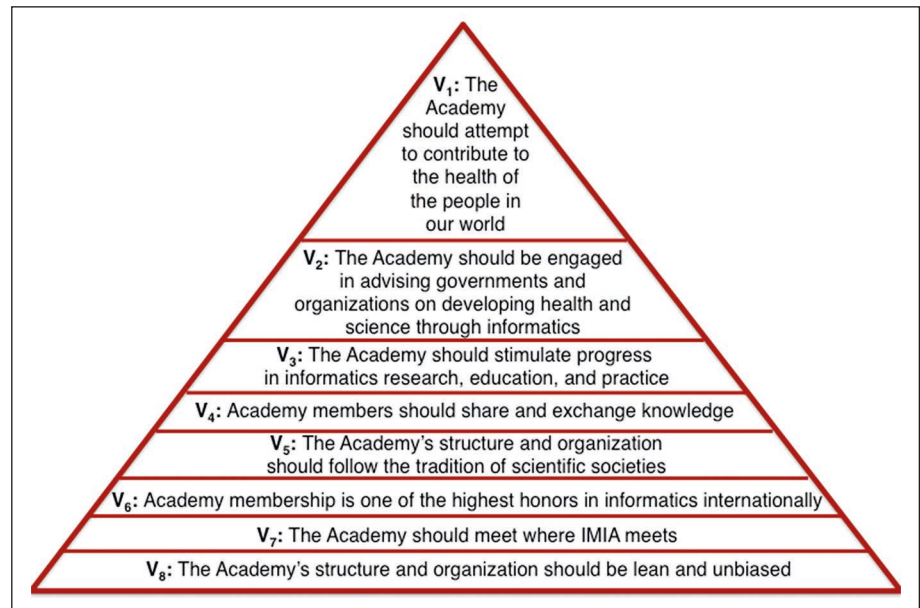 V₁: The
Academy
should attempt
to contribute to
the health of
the people in
our world
V₂: The Academy should be engaged
in advising governments and
organizations on developing health and
science through informatics
V₃: The Academy should stimulate progress
in informatics research, education, and practice
V₄: Academy members should share and exchange knowledge
V₅: The Academy’s structure and organization
should follow the tradition of scientific societies
V₆: Academy membership is one of the highest honors in informatics internationally
V₇: The Academy should meet where IMIA meets
V₈: The Academy’s structure and organization should be lean and unbiased